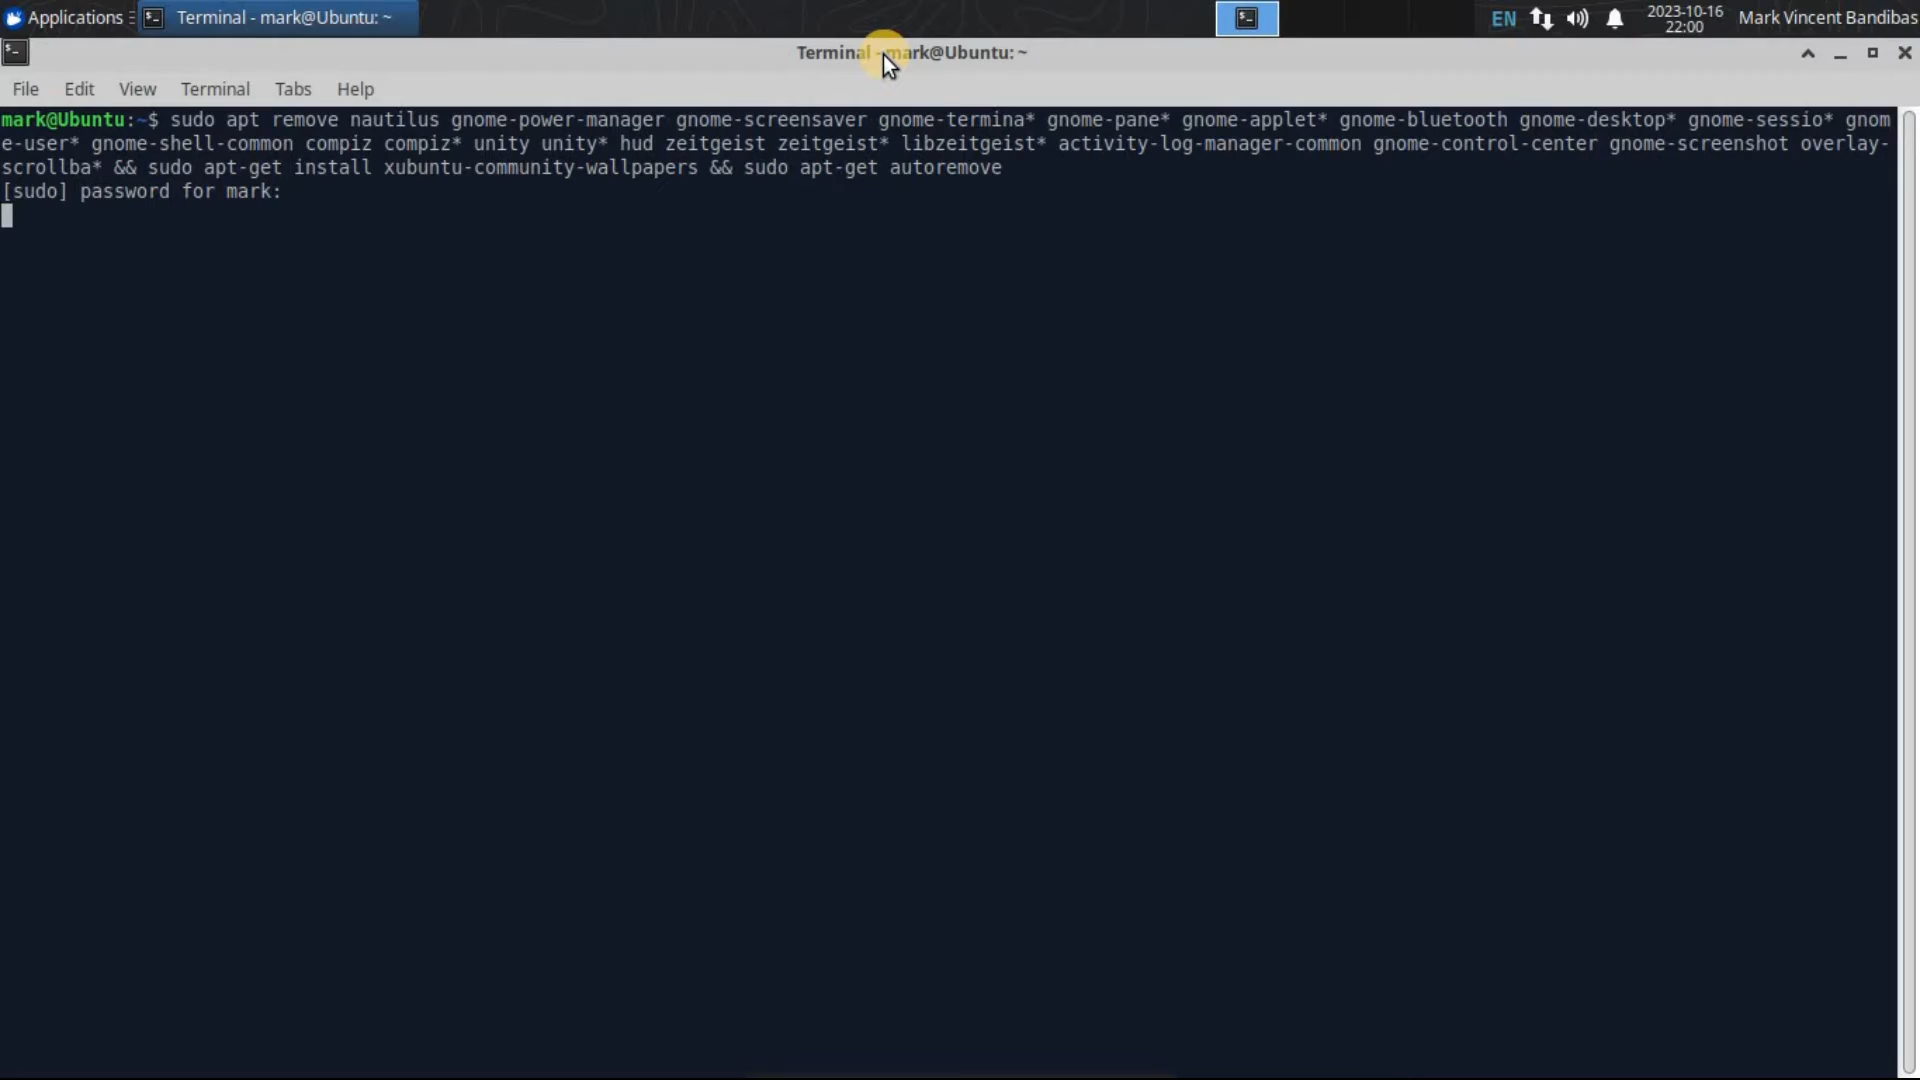 Applications Terminal - mark@Ubuntu: ~ EN 2023-10-16 Mark Vincent Bandibas
22:00
Terminal - mark@Ubuntu: ~
File Edit View Terminal Tabs Help
mark@Ubuntu:~$ sudo apt remove nautilus gnome-power-manager gnome-screensaver gnome-termina* gnome-pane* gnome-applet* gnome-bluetooth gnome-desktop* gnome-sessio* gnom
e-user* gnome-shell-common compiz compiz* unity unity* hud zeitgeist zeitgeist* libzeitgeist* activity-log-manager-common gnome-control-center gnome-screenshot overlay-
scrollba* && sudo apt-get install xubuntu-community-wallpapers && sudo apt-get autoremove
[sudo] password for mark: